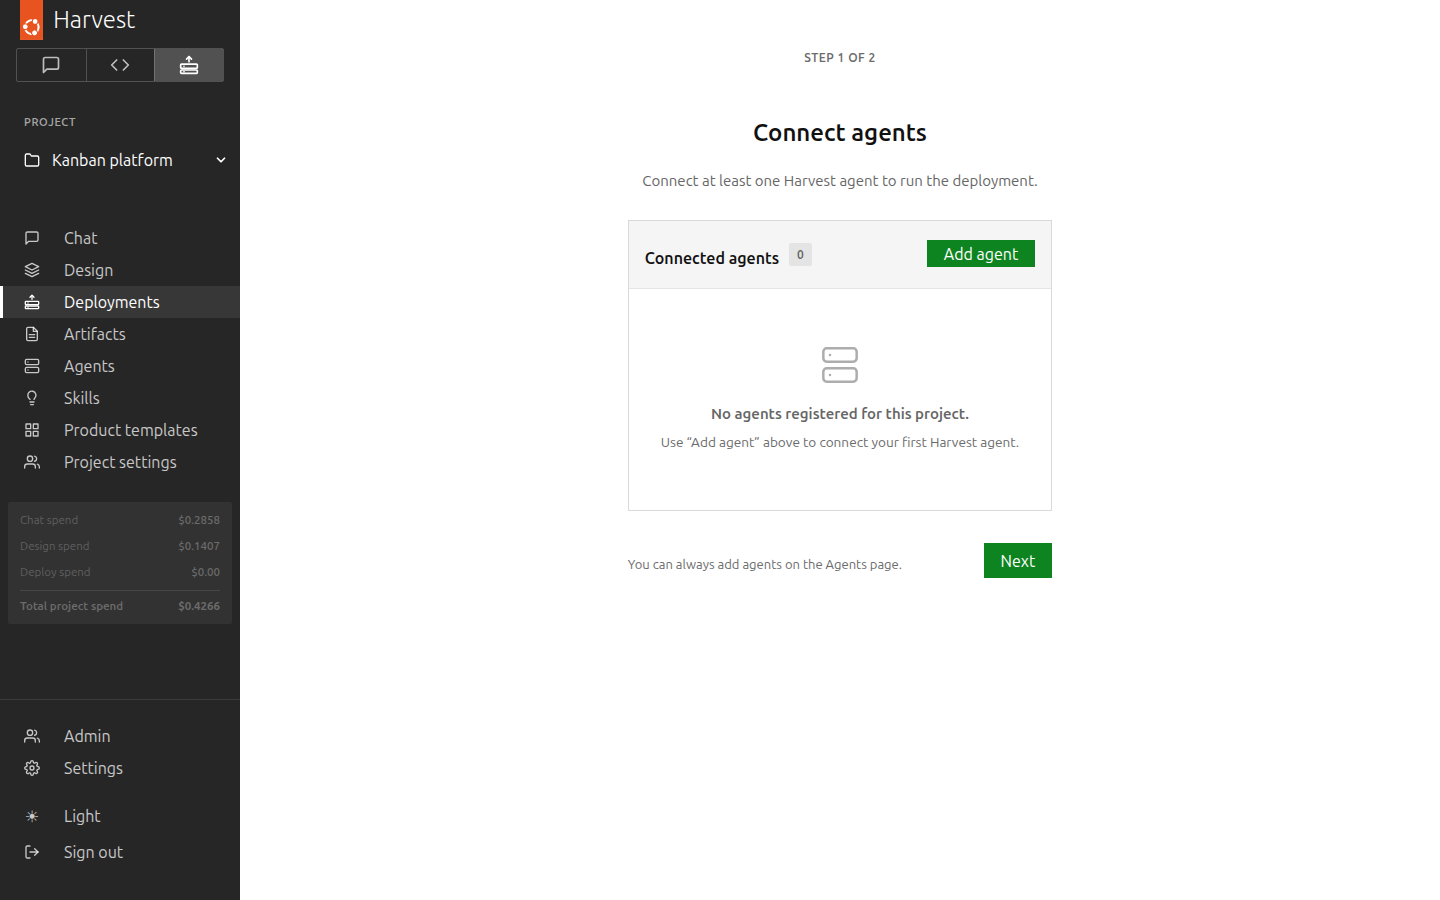 Harvest
PROJECT
Kanban platform
Chat
Design
Deployments
Artifacts
Agents
Skills
Product templates
Project settings
Chat spend $0.2858
Design spend $0.1407
Deploy spend $0.00
Total project spend $0.4266
Admin
Settings
Light
Sign out
STEP 1 OF 2
Connect agents
Connect at least one Harvest agent to run the deployment.
Connected agents 0 Add agent
No agents registered for this project.
Use “Add agent” above to connect your first Harvest agent.
You can always add agents on the Agents page. Next